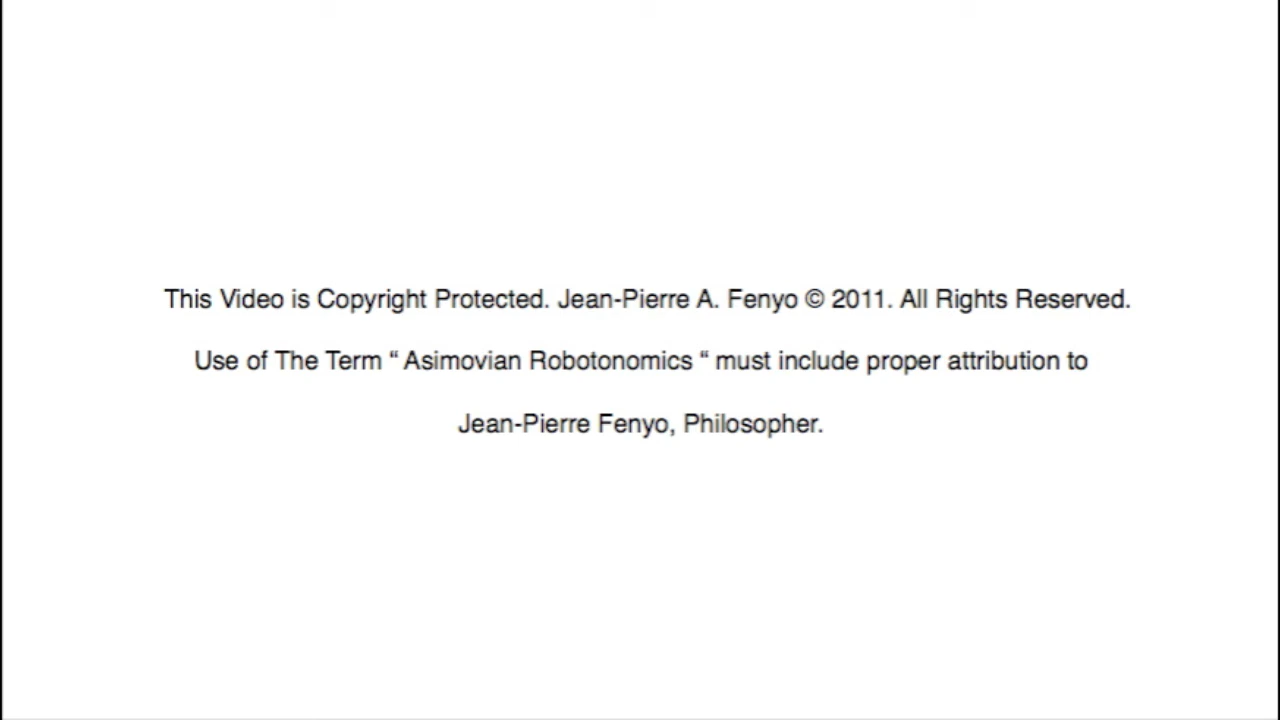 This Video is Copyright Protected. Jean-Pierre A. Fenyo © 2011. All Rights Reserved.
Use of The Term “ Asimovian Robotonomics “ must include proper attribution to
Jean-Pierre Fenyo, Philosopher.